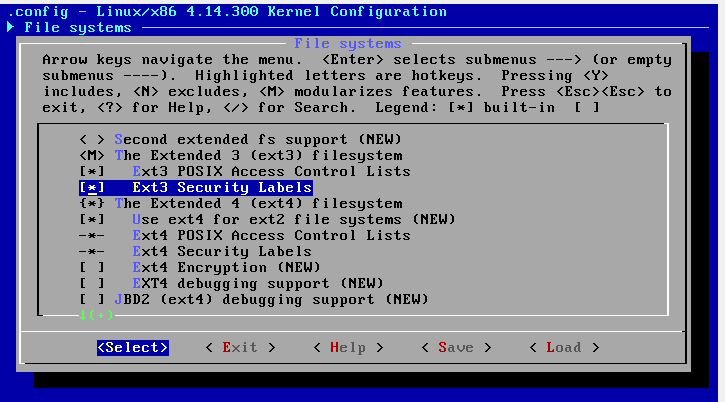 .config - Linux/x86 4.14.300 Kernel Configuration
File systems
File systems
Arrow keys navigate the menu.  <Enter> selects submenus ---> (or empty
submenus ----).  Highlighted letters are hotkeys.  Pressing <Y>
includes, <N> excludes, <M> modularizes features.  Press <Esc><Esc> to
exit, <?> for Help, </> for Search.  Legend: [*] built-in  [ ]
< > Second extended fs support (NEW)
<M> The Extended 3 (ext3) filesystem
[*]   Ext3 POSIX Access Control Lists
[*]   Ext3 Security Labels
{*} The Extended 4 (ext4) filesystem
[*]   Use ext4 for ext2 file systems (NEW)
-*-   Ext4 POSIX Access Control Lists
-*-   Ext4 Security Labels
[ ]   Ext4 Encryption (NEW)
[ ]   EXT4 debugging support (NEW)
[ ] JBD2 (ext4) debugging support (NEW)
↓(+)
<Select>    < Exit >    < Help >    < Save >    < Load >